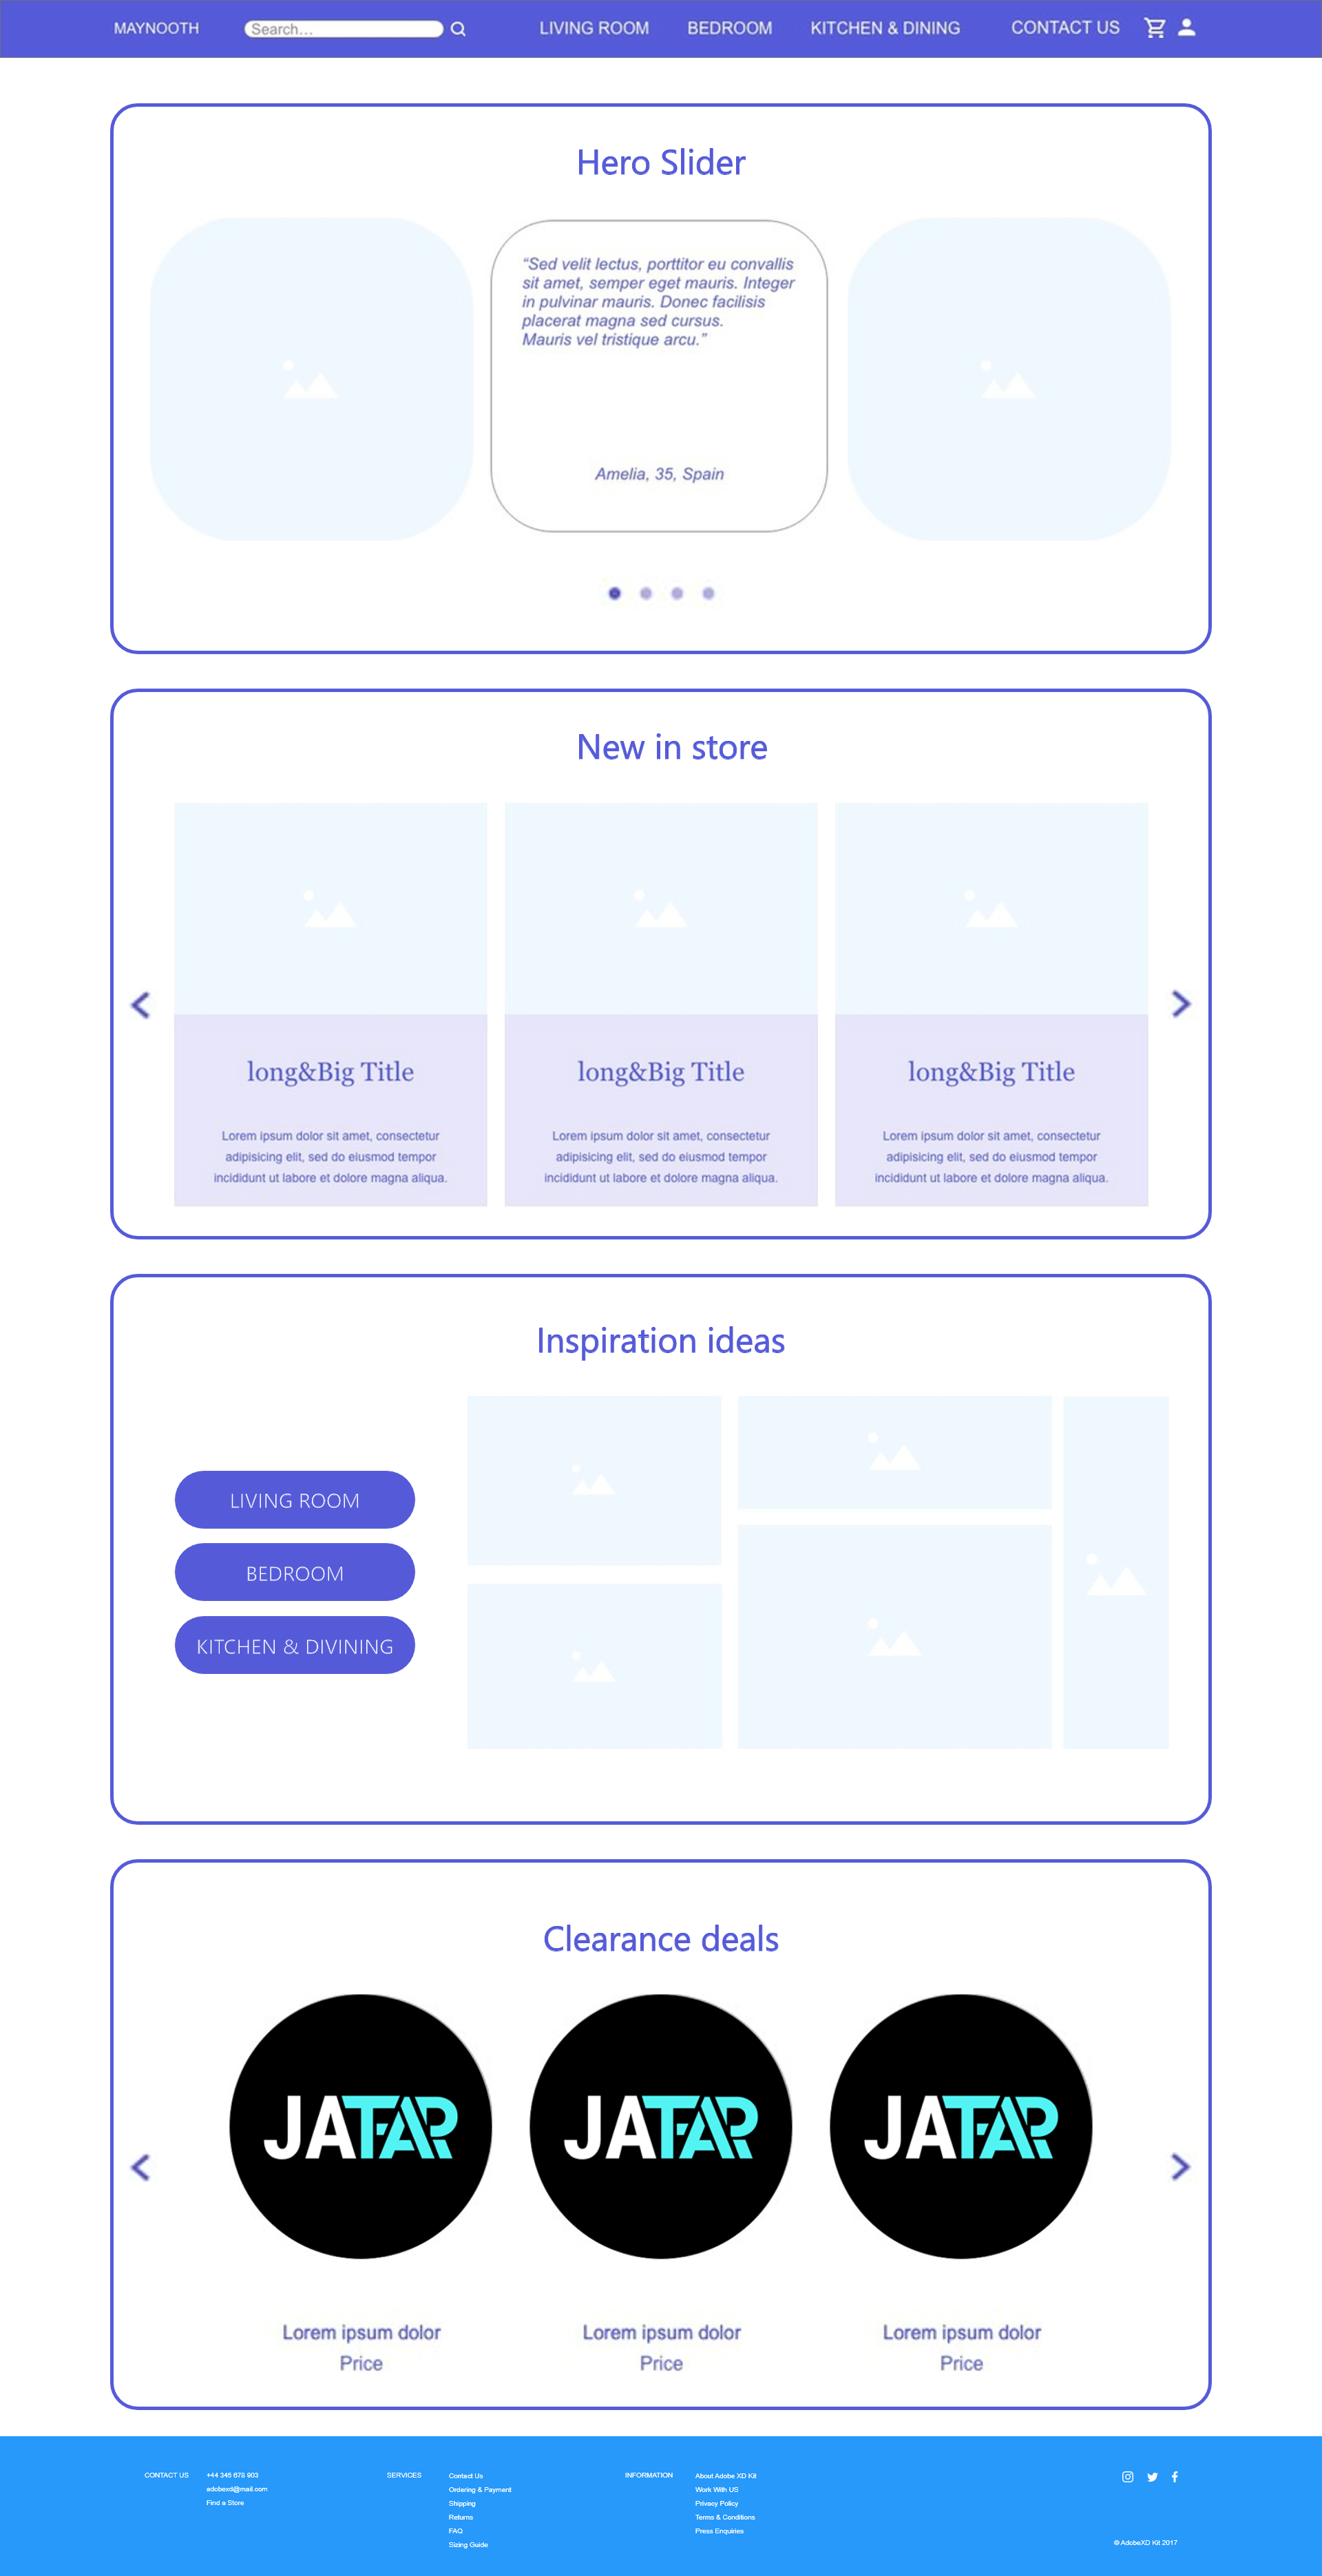 MAYNOOTH
Search...
LIVING ROOM
BEDROOM
KITCHEN & DINING
CONTACT US
Hero Slider
“Sed velit lectus, porttitor eu convallis
sit amet, semper eget mauris. Integer
in pulvinar mauris. Donec facilisis
placerat magna sed cursus.
Mauris vel tristique arcu.”
Amelia, 35, Spain
New in store
long&Big Title
Lorem ipsum dolor sit amet, consectetur
adipisicing elit, sed do eiusmod tempor
incididunt ut labore et dolore magna aliqua.
long&Big Title
Lorem ipsum dolor sit amet, consectetur
adipisicing elit, sed do eiusmod tempor
incididunt ut labore et dolore magna aliqua.
long&Big Title
Lorem ipsum dolor sit amet, consectetur
adipisicing elit, sed do eiusmod tempor
incididunt ut labore et dolore magna aliqua.
Inspiration ideas
LIVING ROOM
BEDROOM
KITCHEN & DIVINING
Clearance deals
JAFAR
JAFAR
JAFAR
Lorem ipsum dolor
Price
Lorem ipsum dolor
Price
Lorem ipsum dolor
Price
CONTACT US
+44 345 678 903
adobexd@mail.com
Find a Store
SERVICES
Contact Us
Ordering & Payment
Shipping
Returns
FAQ
Sizing Guide
INFORMATION
About Adobe XD Kit
Work With US
Privacy Policy
Terms & Conditions
Press Enquiries
© AdobeXD Kit 2017